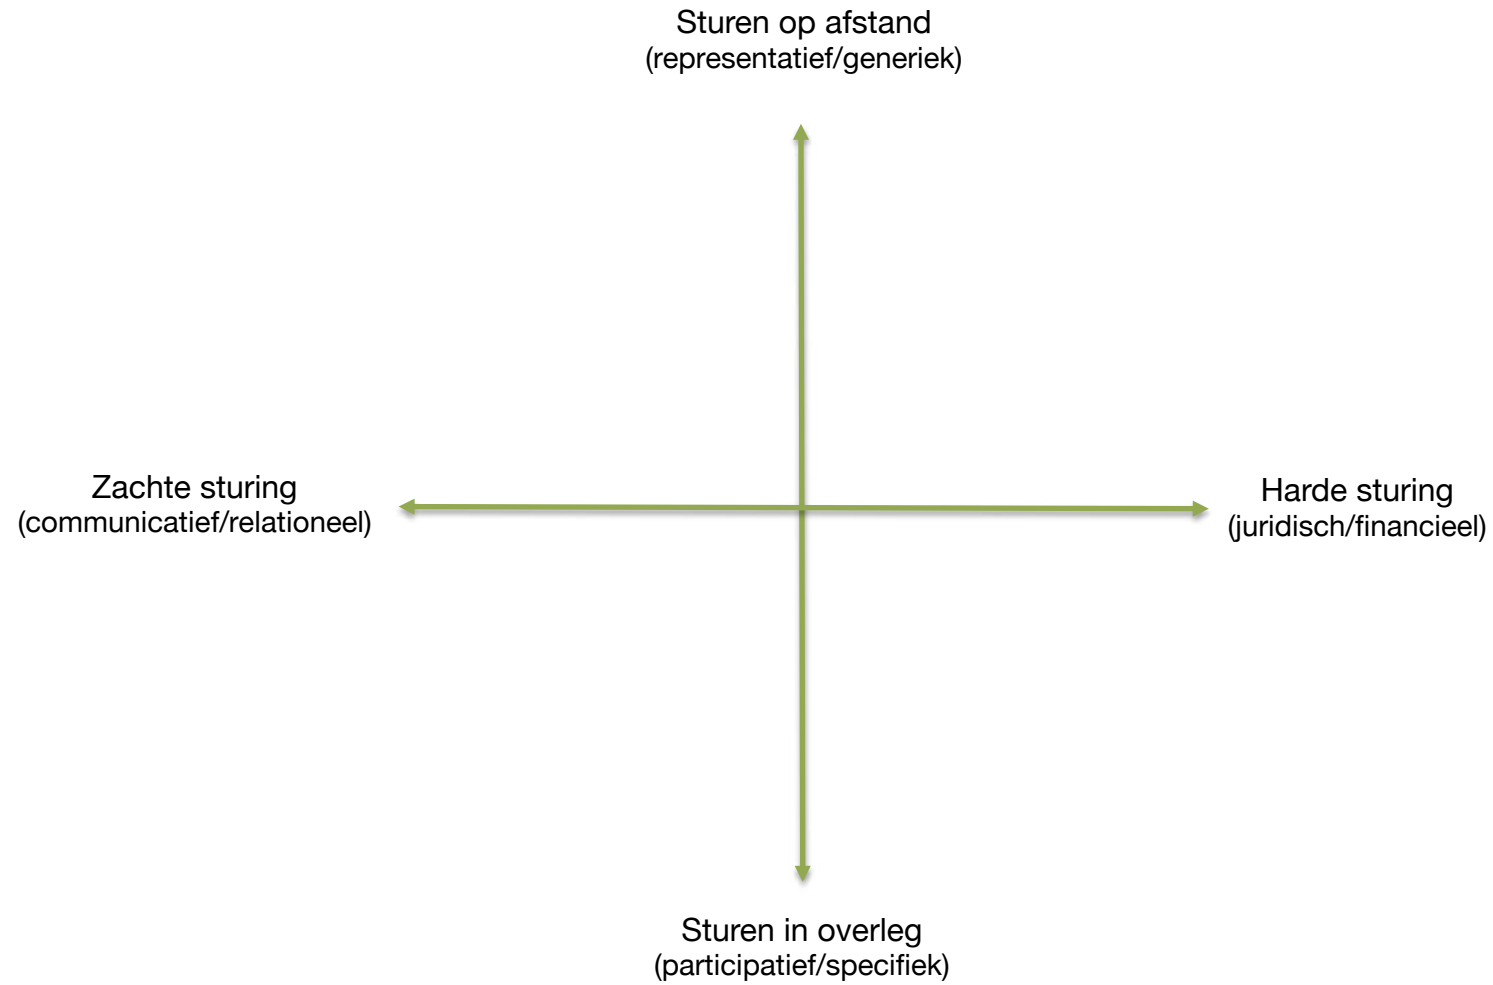 Sturen op afstand
(representatief/generiek)
Zachte sturing
(communicatief/relationeel)
Harde sturing
(juridisch/financieel)
Sturen in overleg
(participatief/specifiek)